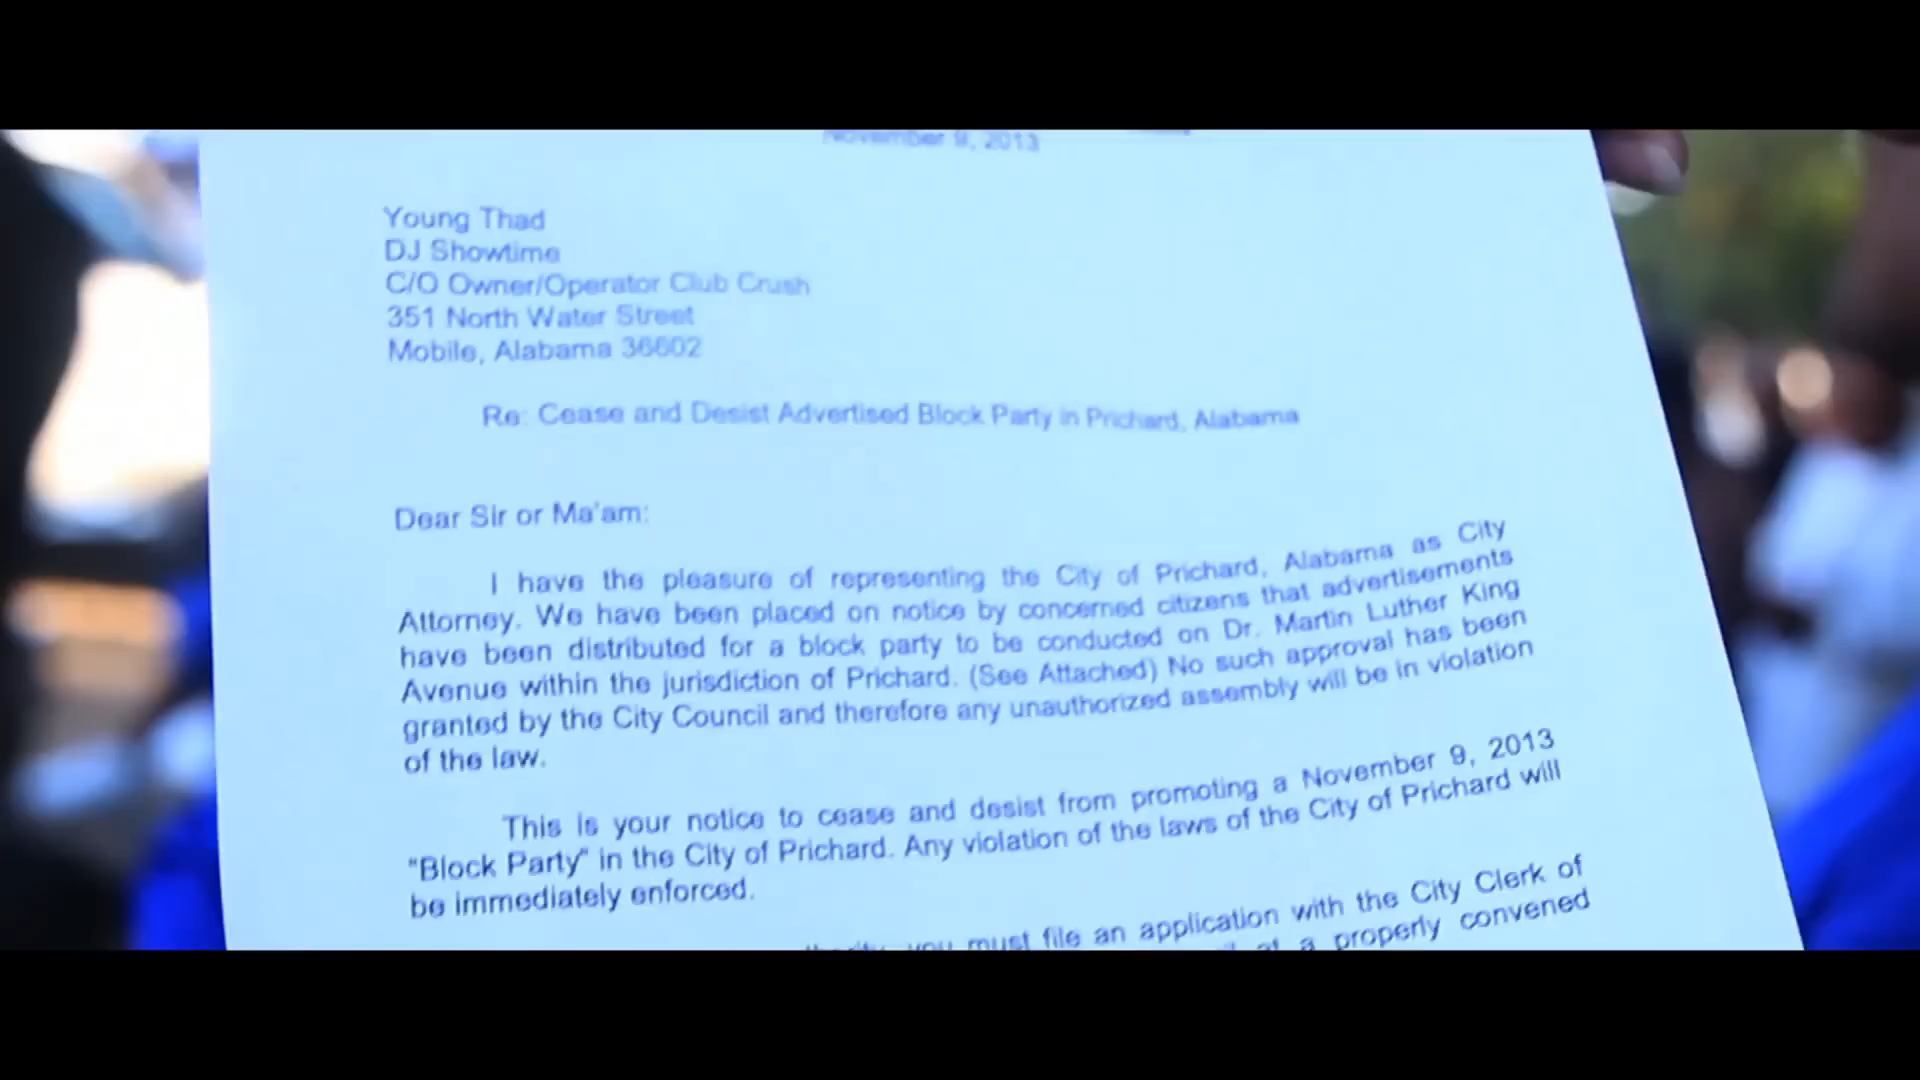 November 9, 2013
Young Thad
DJ Showtime
C/O Owner/Operator Club Crush
351 North Water Street
Mobile, Alabama 36602
Re: Cease and Desist Advertised Block Party in Prichard, Alabama
Dear Sir or Ma'am:
I have the pleasure of representing the City of Prichard, Alabama as City
Attorney. We have been placed on notice by concerned citizens that advertisements
have been distributed for a block party to be conducted on Dr. Martin Luther King
Avenue within the jurisdiction of Prichard. (See Attached) No such approval has been
granted by the City Council and therefore any unauthorized assembly will be in violation
of the law.
This is your notice to cease and desist from promoting a November 9, 2013
"Block Party" in the City of Prichard. Any violation of the laws of the City of Prichard will
be immediately enforced.
you must file an application with the City Clerk of
at a properly convened